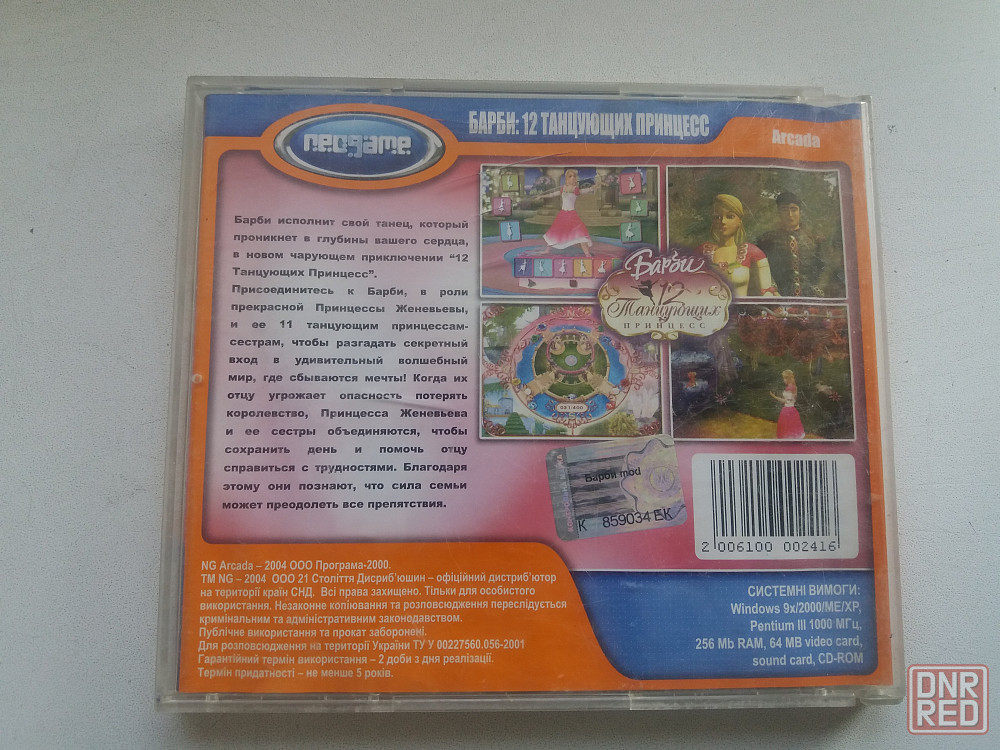 neogame
БАРБИ: 12 ТАНЦУЮЩИХ ПРИНЦЕСС
Arcada
Барби исполнит свой танец, который
проникнет в глубины вашего сердца,
в новом чарующем приключении “12
Танцующих Принцесс”.
Присоединитесь к Барби, в роли
прекрасной Принцессы Женевьевы,
и ее 11 танцующим принцессам-
сестрам, чтобы разгадать секретный
вход в удивительный волшебный
мир, где сбываются мечты! Когда их
отцу угрожает опасность потерять
королевство, Принцесса Женевьева
и ее сестры объединяются, чтобы
сохранить день и помочь отцу
справиться с трудностями. Благодаря
этому они познают, что сила семьи
может преодолеть все препятствия.
Барби
12
Танцующих
ПРИНЦЕСС
Барби mod
К 859034 ЕК
2 006100 002416
NG Arcada – 2004 ООО Програма-2000.
ТМ NG – 2004 ООО 21 Століття Дисриб’юшин – офіційний дистриб’ютор
на території країн СНД. Всі права захищено. Тільки для особистого
використання. Незаконне копіювання та розповсюдження переслідується
кримінальним та адміністративним законодавством.
Публічне використання та прокат заборонені.
Для розповсюдження на території України ТУ У 00227560.056-2001
Гарантійний термін використання – 2 доби з дня реалізації.
Термін придатності – не менше 5 років.
СИСТЕМНІ ВИМОГИ:
Windows 9x/2000/ME/XP,
Pentium III 1000 МГц,
256 Mb RAM, 64 MB video card,
sound card, CD-ROM
DNR
RED